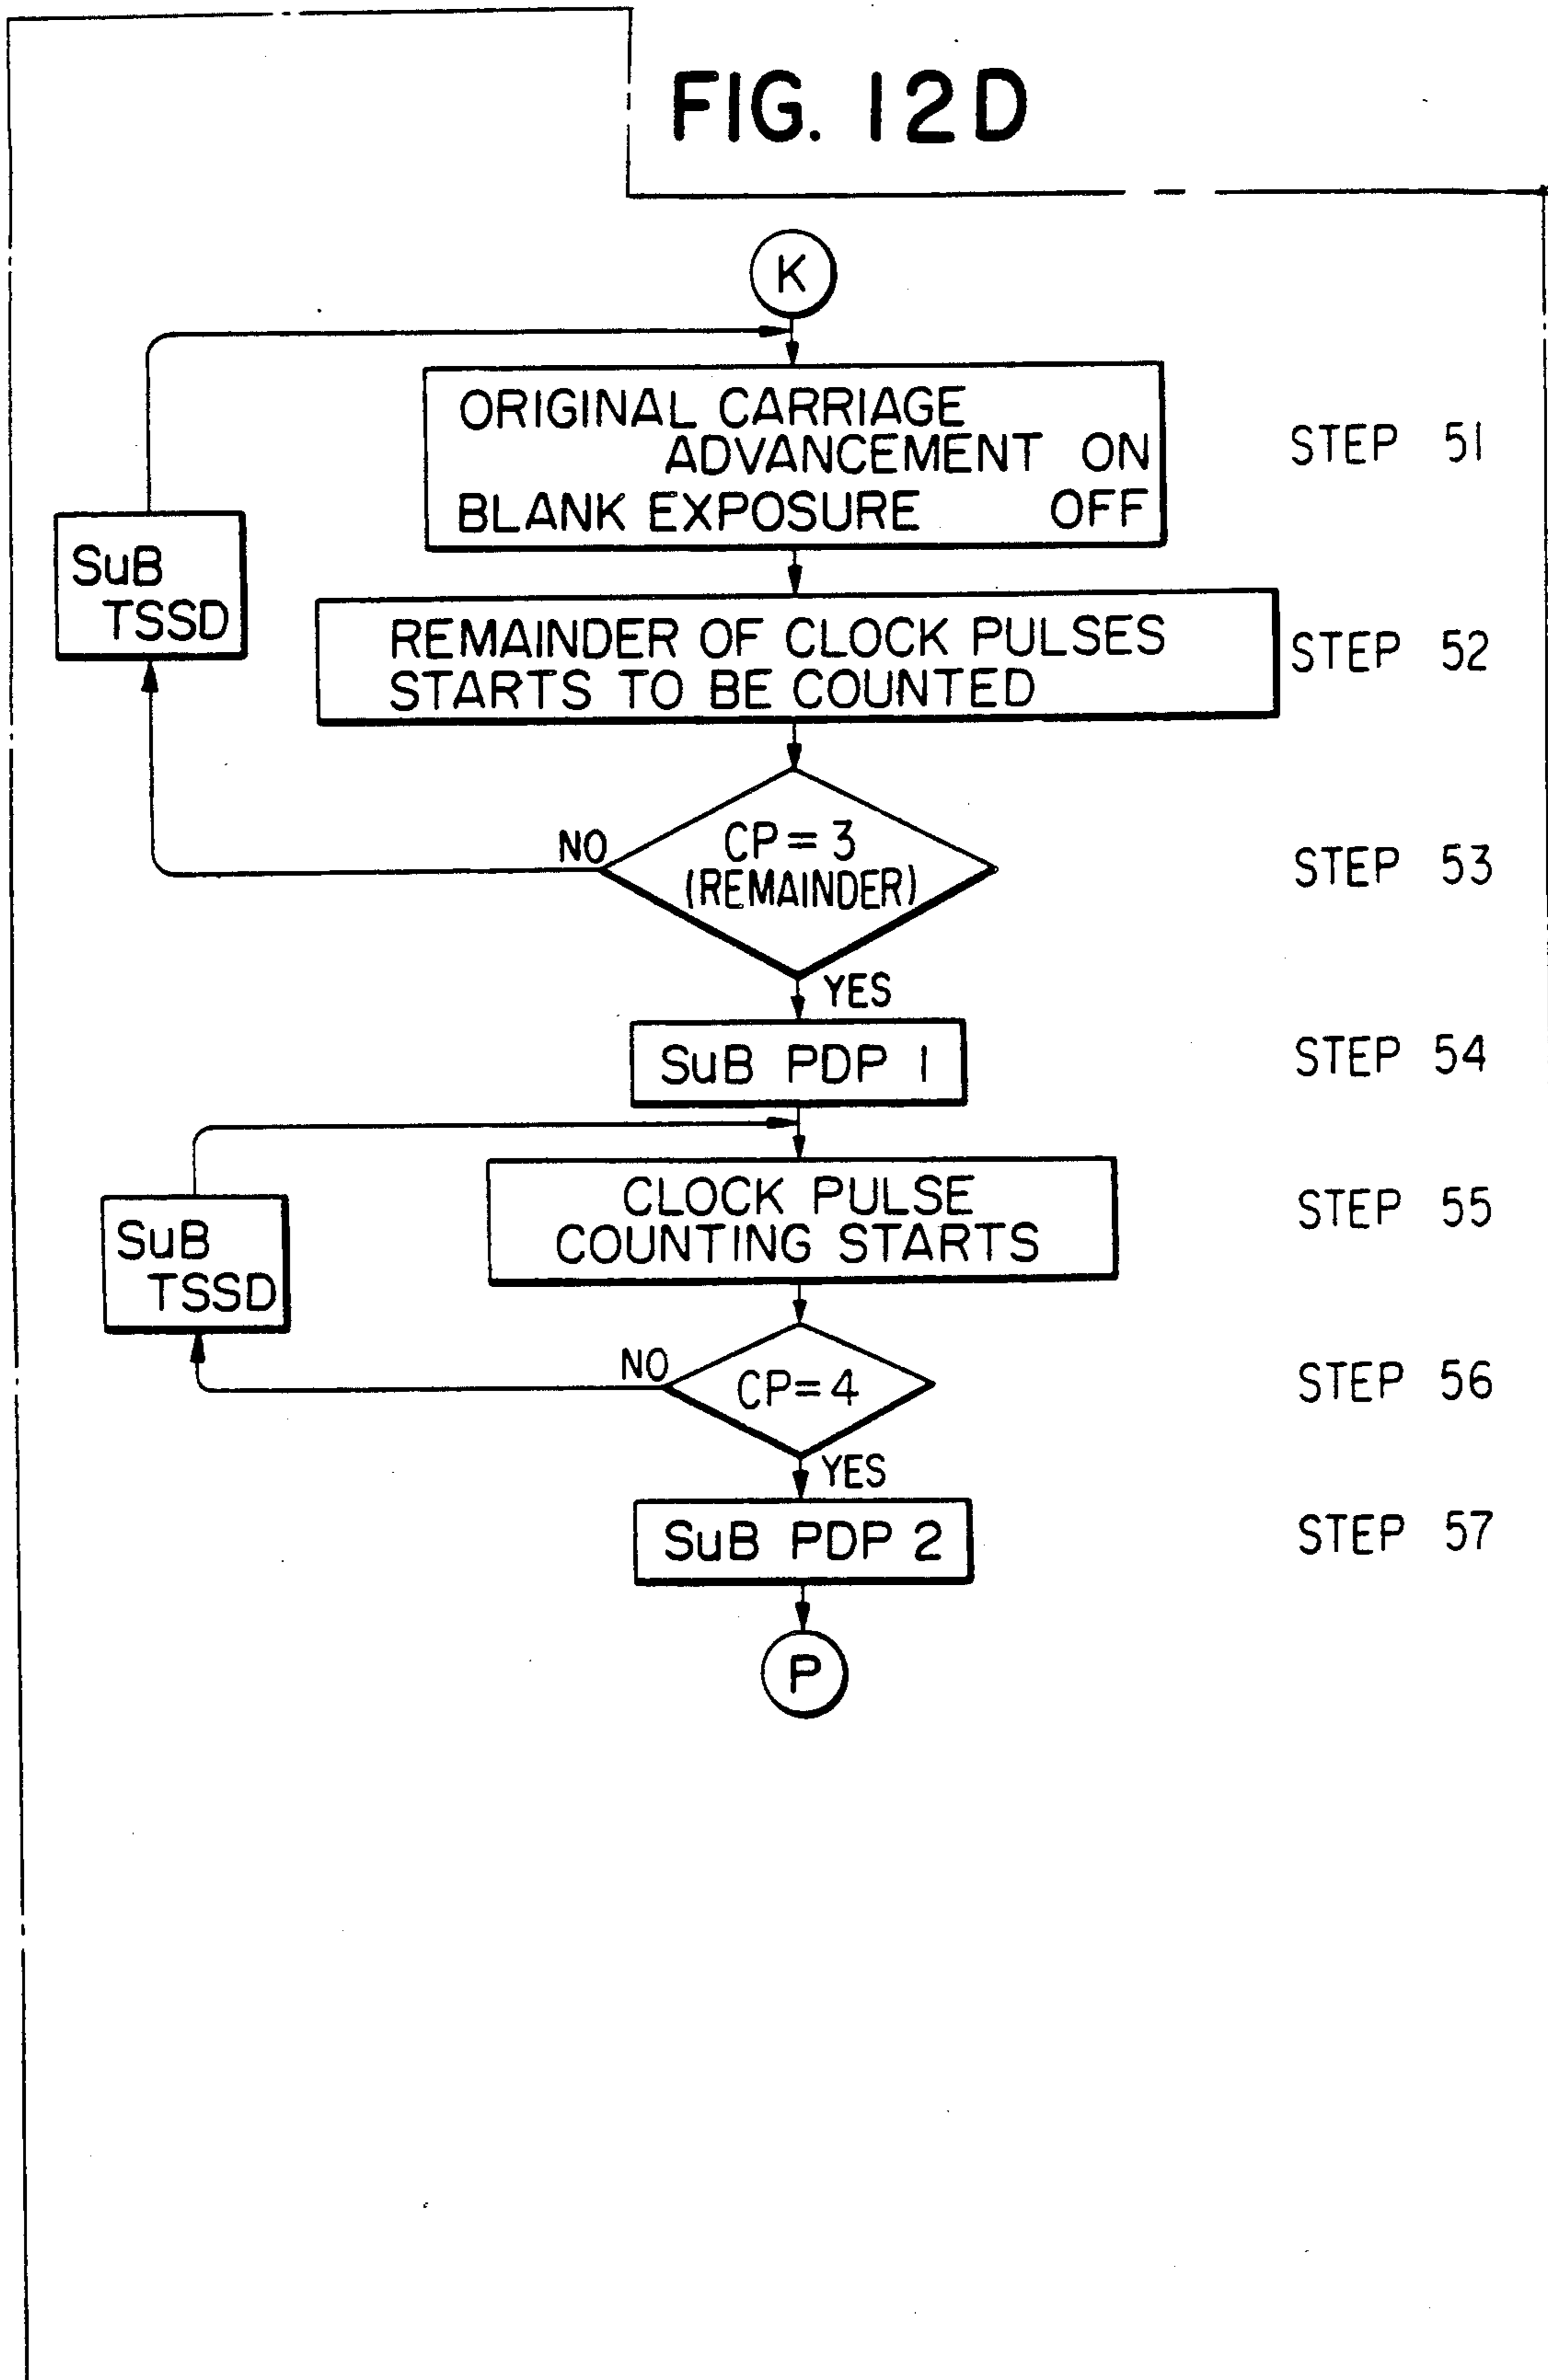 FIG. 12D
K
ORIGINAL CARRIAGE
ADVANCEMENT ON
BLANK EXPOSURE OFF
STEP 51
SuB
TSSD
REMAINDER OF CLOCK PULSES
STARTS TO BE COUNTED
STEP 52
NO
CP=3
(REMAINDER)
STEP 53
YES
SuB PDP 1
STEP 54
CLOCK PULSE
COUNTING STARTS
STEP 55
SuB
TSSD
NO
CP=4
STEP 56
YES
SuB PDP 2
STEP 57
P